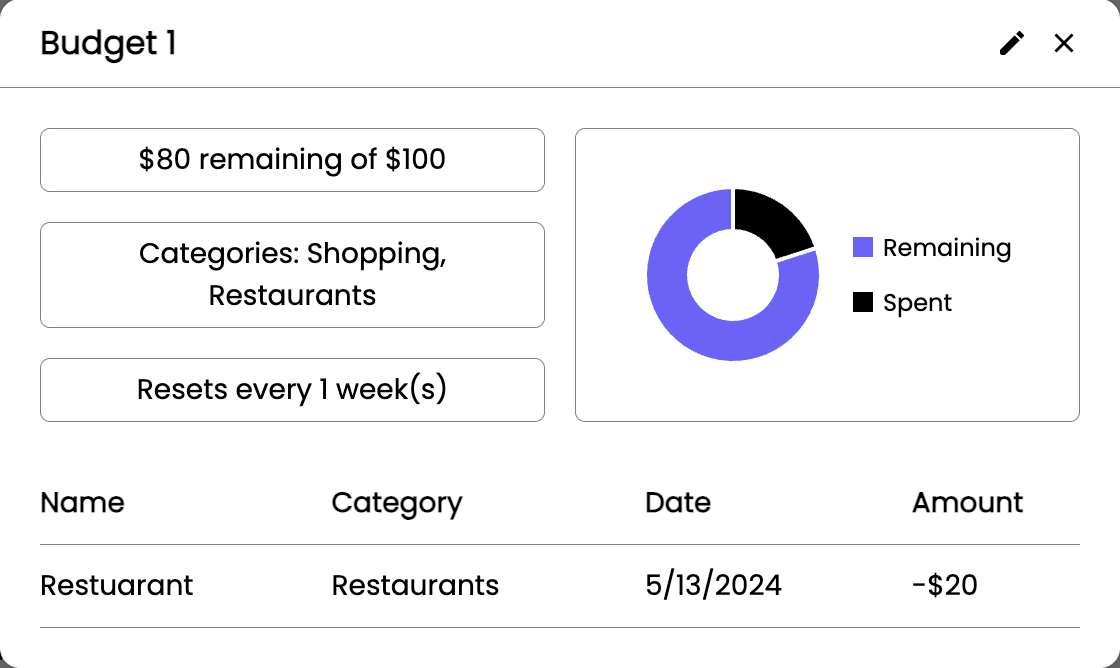 Budget 1
$80 remaining of $100
Categories: Shopping,
Restaurants
Resets every 1 week(s)
Remaining
Spent
Name Category Date Amount
Restuarant Restaurants 5/13/2024 -$20